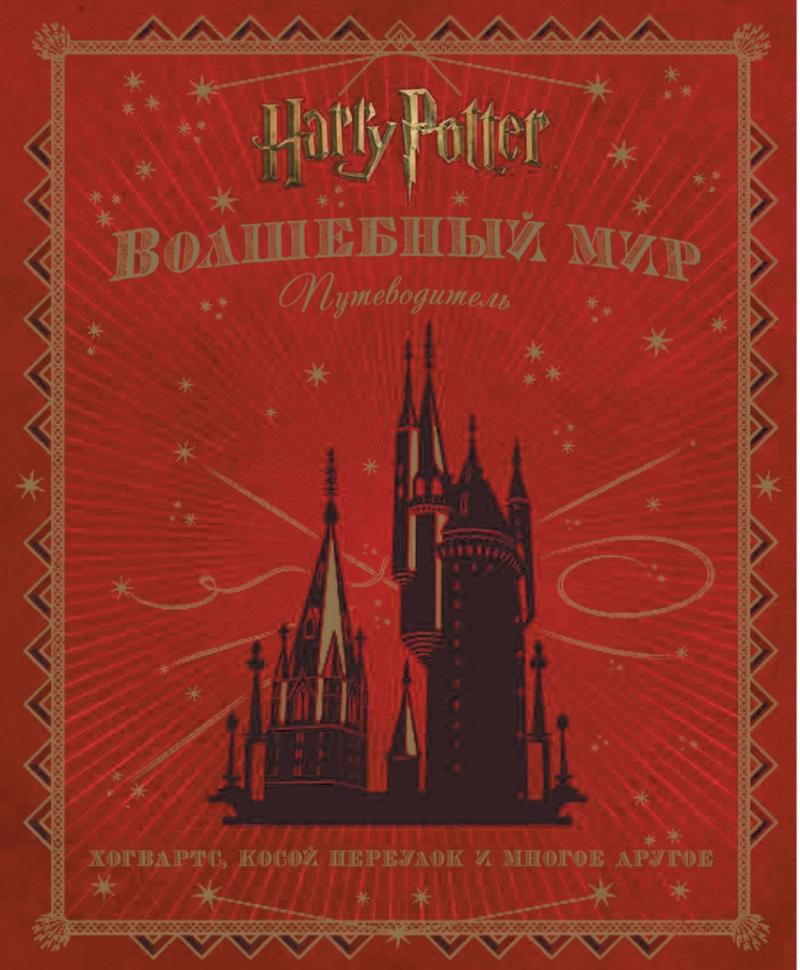 Harry Potter
ВОЛШЕБНЫЙ МИР
Путеводитель
ХОГВАРТС, КОСОЙ ПЕРЕУЛОК И МНОГОЕ ДРУГОЕ